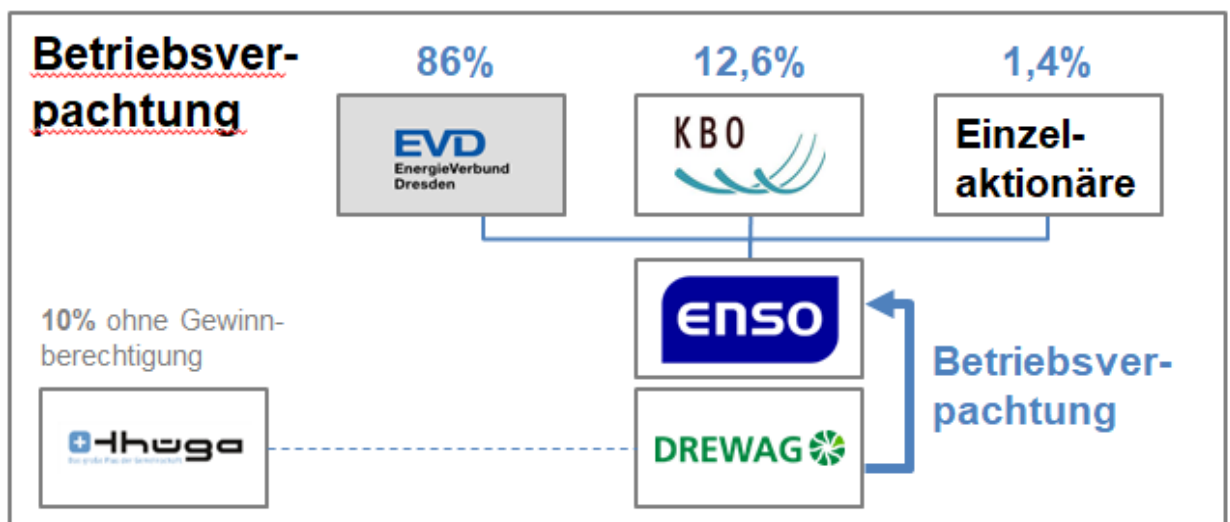 Betriebsver-
pachtung
86%
12,6%
1,4%
EVD
EnergieVerbund
Dresden
KBO
Einzel-
aktionäre
enso
10% ohne Gewinn-
berechtigung
Betriebsver-
pachtung
thüga
DREWAG